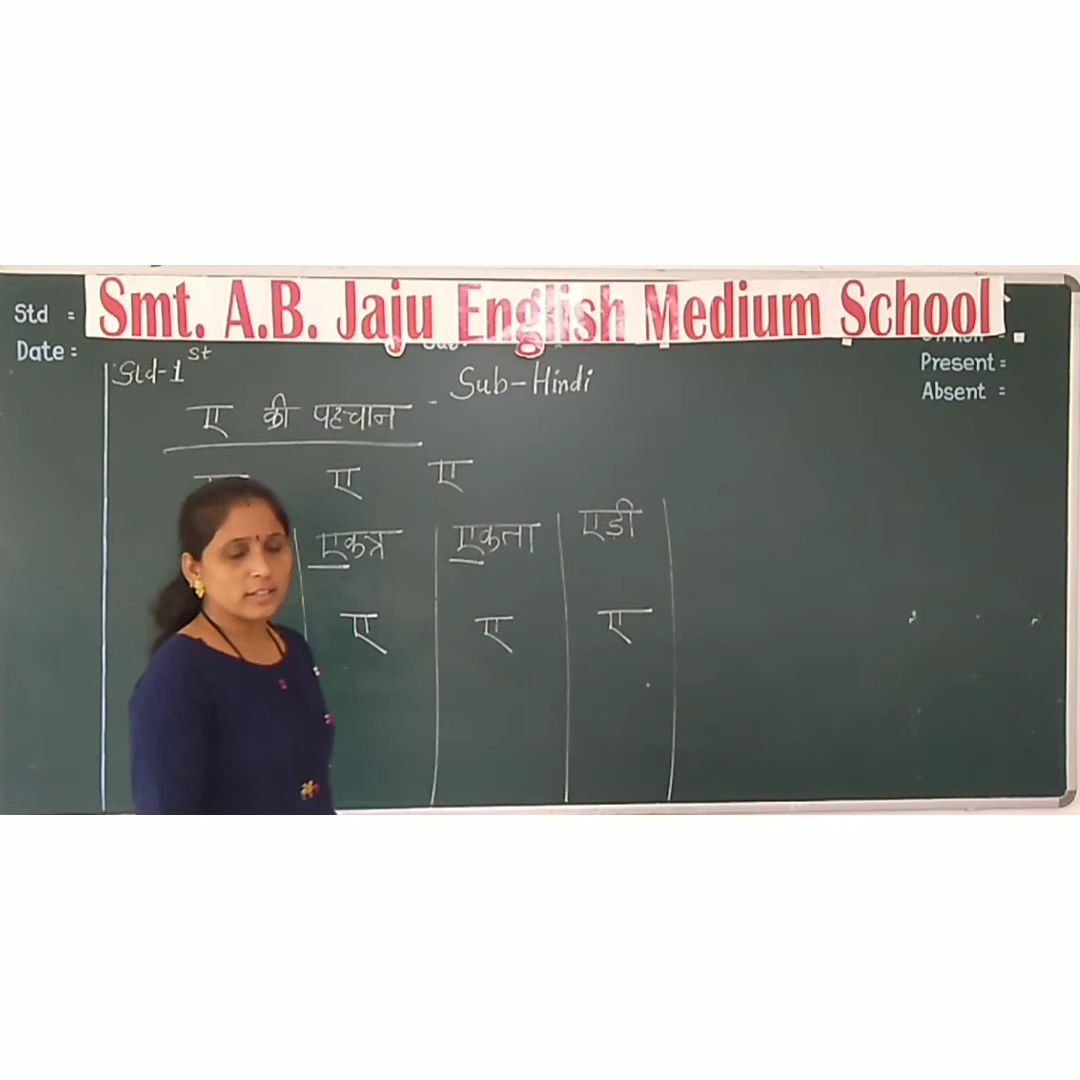 Smt. A.B. Jaju English Medium School
Std :
Date :
Present :
Absent :
Std-1st
Sub-Hindi
ए की पहचान -
ए ए
एकत्र एकता एड़ी
ए ए ए